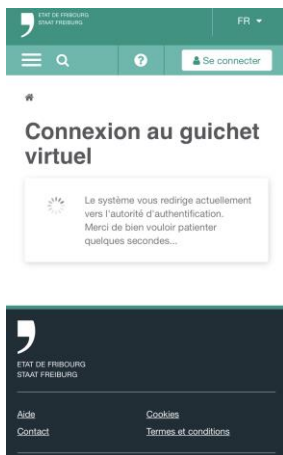 ETAT DE FRIBOURG
STAAT FREIBURG
FR
Se connecter
Connexion au guichet
virtuel
Le système vous redirige actuellement
vers l'autorité d'authentification.
Merci de bien vouloir patienter
quelques secondes...
ETAT DE FRIBOURG
STAAT FREIBURG
Aide
Cookies
Contact
Termes et conditions